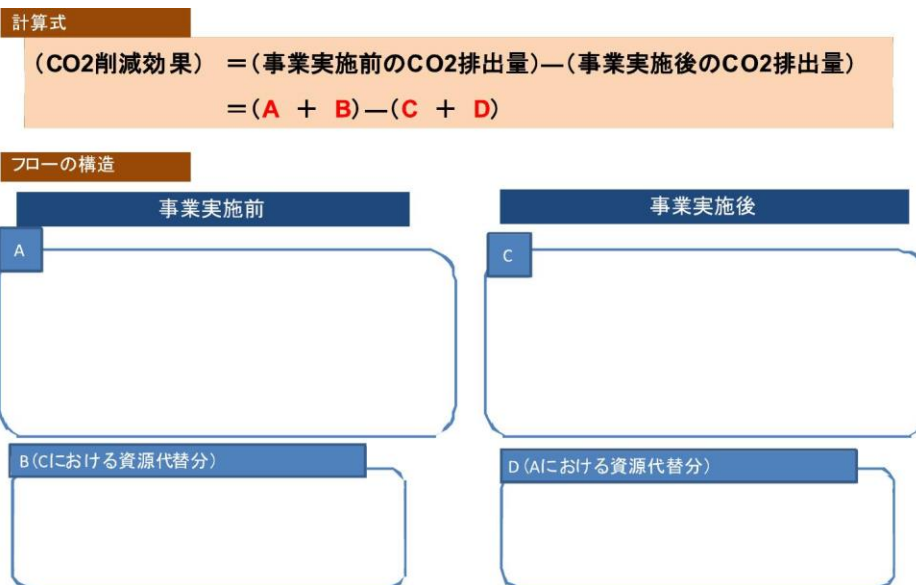 計算式
(CO2削減効果) =(事業実施前のCO2排出量)―(事業実施後のCO2排出量)
=(A + B)―(C + D)
フローの構造
事業実施前
事業実施後
A
C
B(Cにおける資源代替分)
D(Aにおける資源代替分)